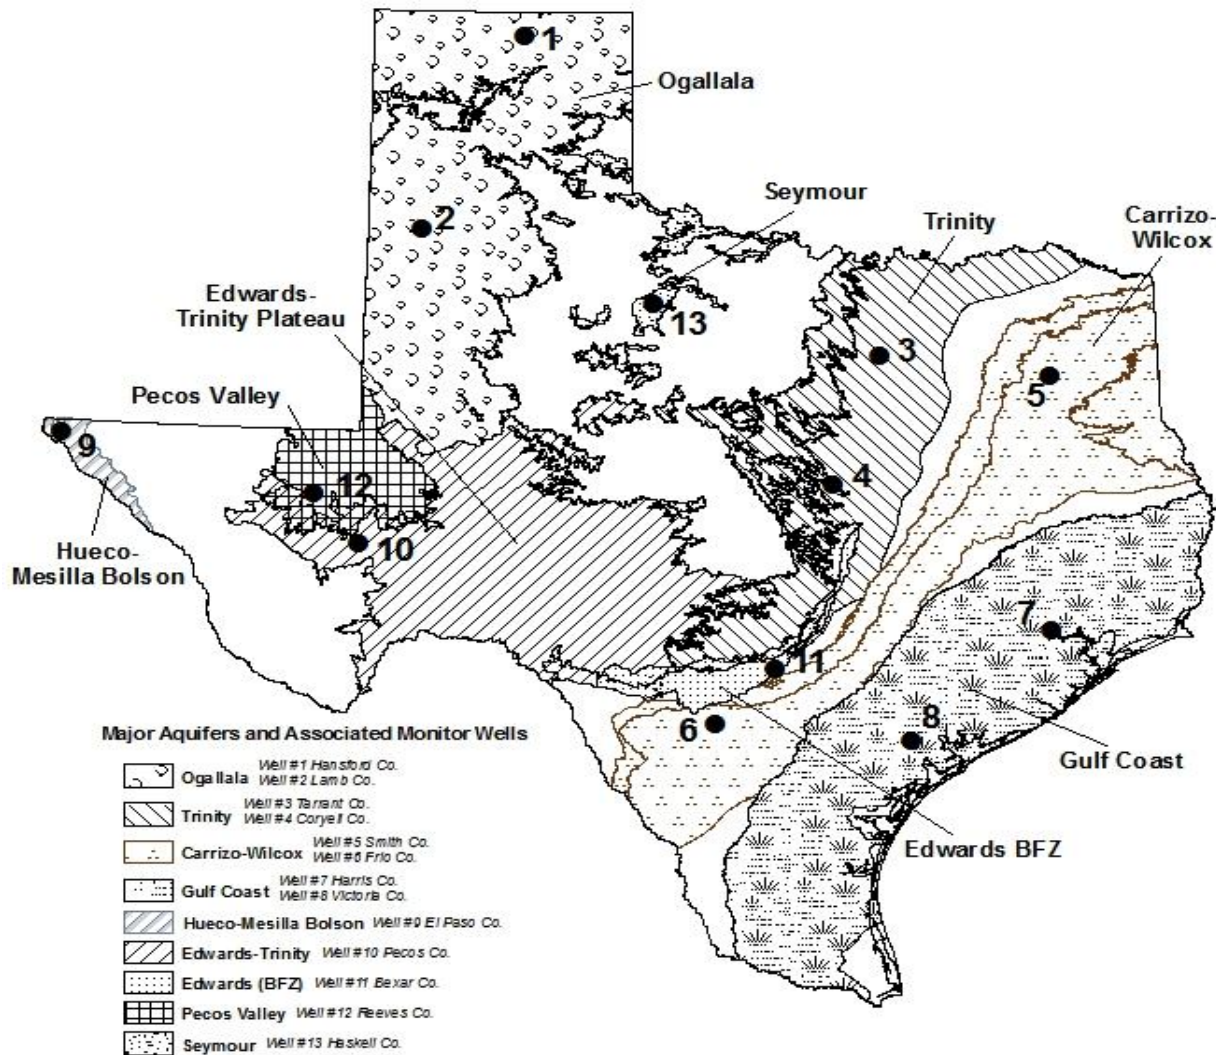 1
Ogallala
Seymour
2
Trinity
Carrizo-
Wilcox
Edwards-
Trinity Plateau
13
3
5
Pecos Valley
9
12
4
10
Hueco-
Mesilla Bolson
7
11
6
8
Gulf Coast
Edwards BFZ
Major Aquifers and Associated Monitor Wells
Ogallala Well #1 Hansford Co.
Well #2 Lamb Co.
Trinity Well #3 Tarrant Co.
Well #4 Coryell Co.
Carrizo-Wilcox Well #5 Smith Co.
Well #6 Frio Co.
Gulf Coast Well #7 Harris Co.
Well #8 Victoria Co.
Hueco-Mesilla Bolson Well #9 El Paso Co.
Edwards-Trinity Well #10 Pecos Co.
Edwards (BFZ) Well #11 Bexar Co.
Pecos Valley Well #12 Reeves Co.
Seymour Well #13 Haskell Co.